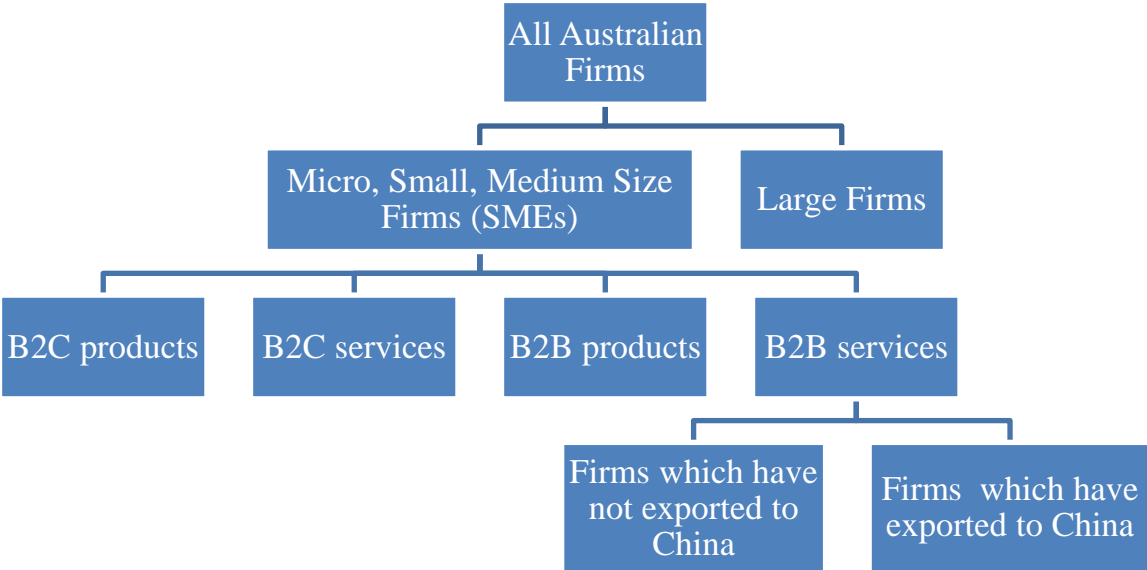 All Australian
Firms
Micro, Small, Medium Size
Firms (SMEs)
Large Firms
B2C products
B2C services
B2B products
B2B services
Firms which have
not exported to
China
Firms  which have
exported to China